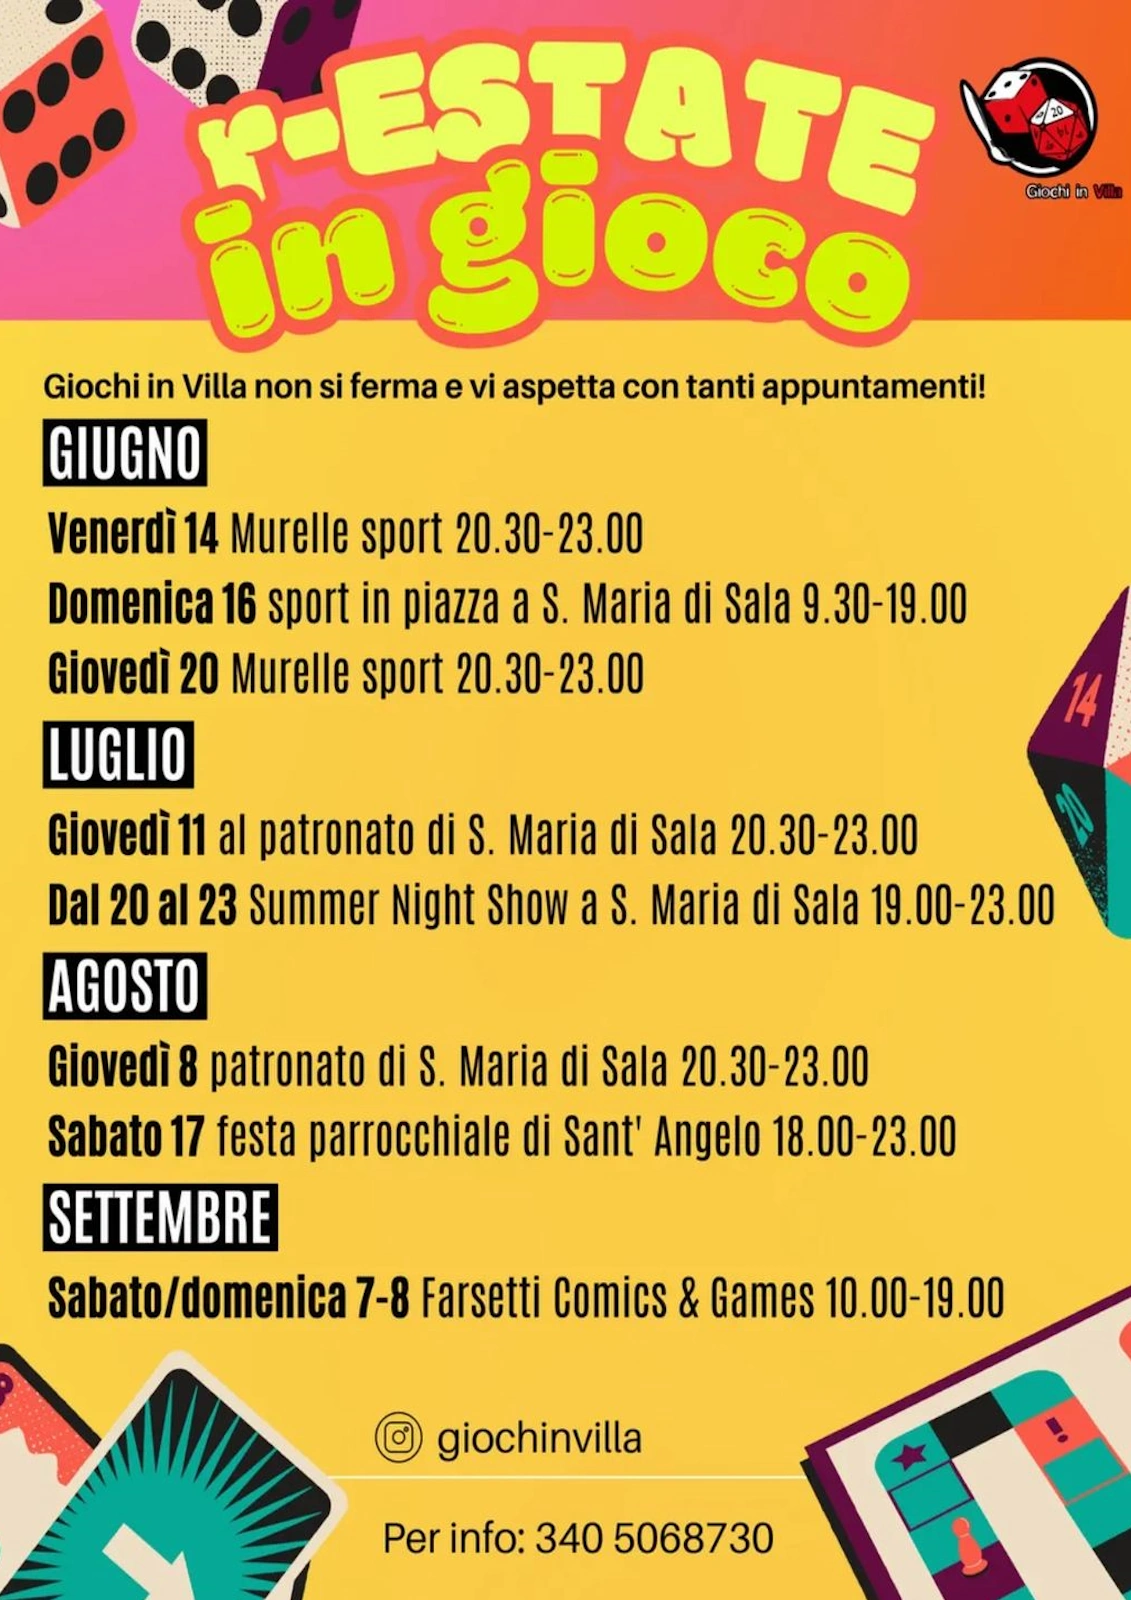 r-ESTATE
in gioco
20
Giochi in Villa
Giochi in Villa non si ferma e vi aspetta con tanti appuntamenti!
GIUGNO
Venerdì 14 Murelle sport 20.30-23.00
Domenica 16 sport in piazza a S. Maria di Sala 9.30-19.00
Giovedì 20 Murelle sport 20.30-23.00
14
20
LUGLIO
Giovedì 11 al patronato di S. Maria di Sala 20.30-23.00
Dal 20 al 23 Summer Night Show a S. Maria di Sala 19.00-23.00
AGOSTO
Giovedì 8 patronato di S. Maria di Sala 20.30-23.00
Sabato 17 festa parrocchiale di Sant' Angelo 18.00-23.00
SETTEMBRE
Sabato/domenica 7-8 Farsetti Comics & Games 10.00-19.00
!
giochinvilla
Per info: 340 5068730